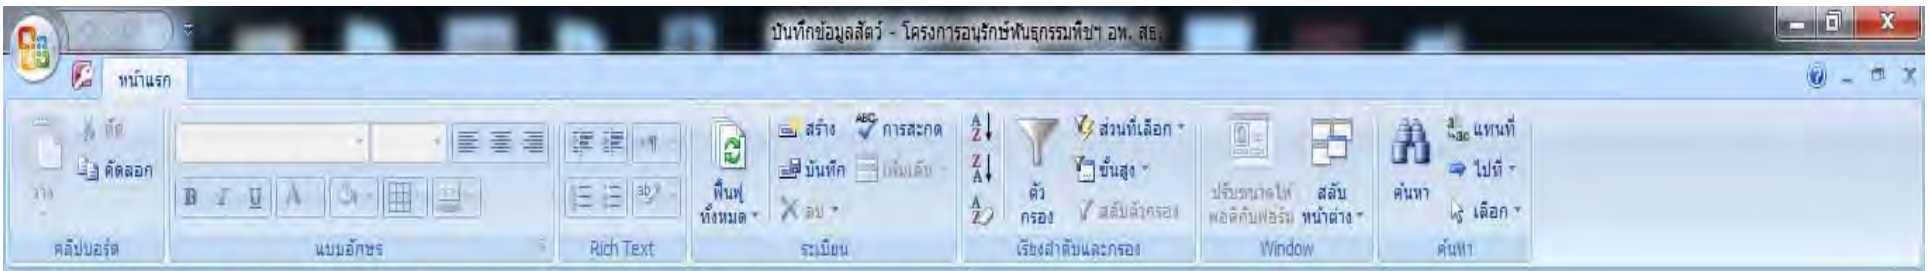 บันทึกข้อมูลสัตว์ - โครงการอนุรักษ์พันธุกรรมพืชฯ อพ. สธ.
หน้าแรก
วาง
ตัด
คัดลอก
คลิปบอร์ด
B I U A
แบบอักษร
ab
Rich Text
ฟื้นฟู
ทั้งหมด
สร้าง
บันทึก
ลบ
ABC การสะกด
เพิ่มเติม
ระเบียน
A Z
Z A
A Z
ตัว
กรอง
ส่วนที่เลือก
ขั้นสูง
สลับตัวกรอง
เรียงลำดับและกรอง
ปรับขนาดให้
พอดีกับฟอร์ม
สลับ
หน้าต่าง
Window
ค้นหา
แทนที่
ไปที่
เลือก
ค้นหา